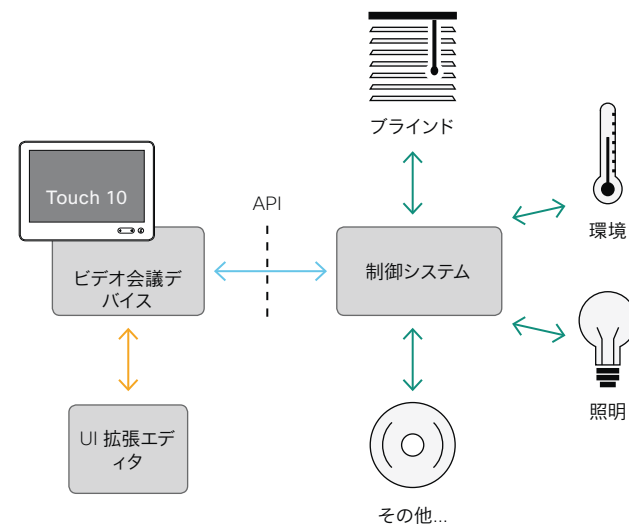 ブラインド
Touch 10
API
環境
ビデオ会議デ
バイス
制御システム
照明
UI 拡張エデ
ィタ
その他...